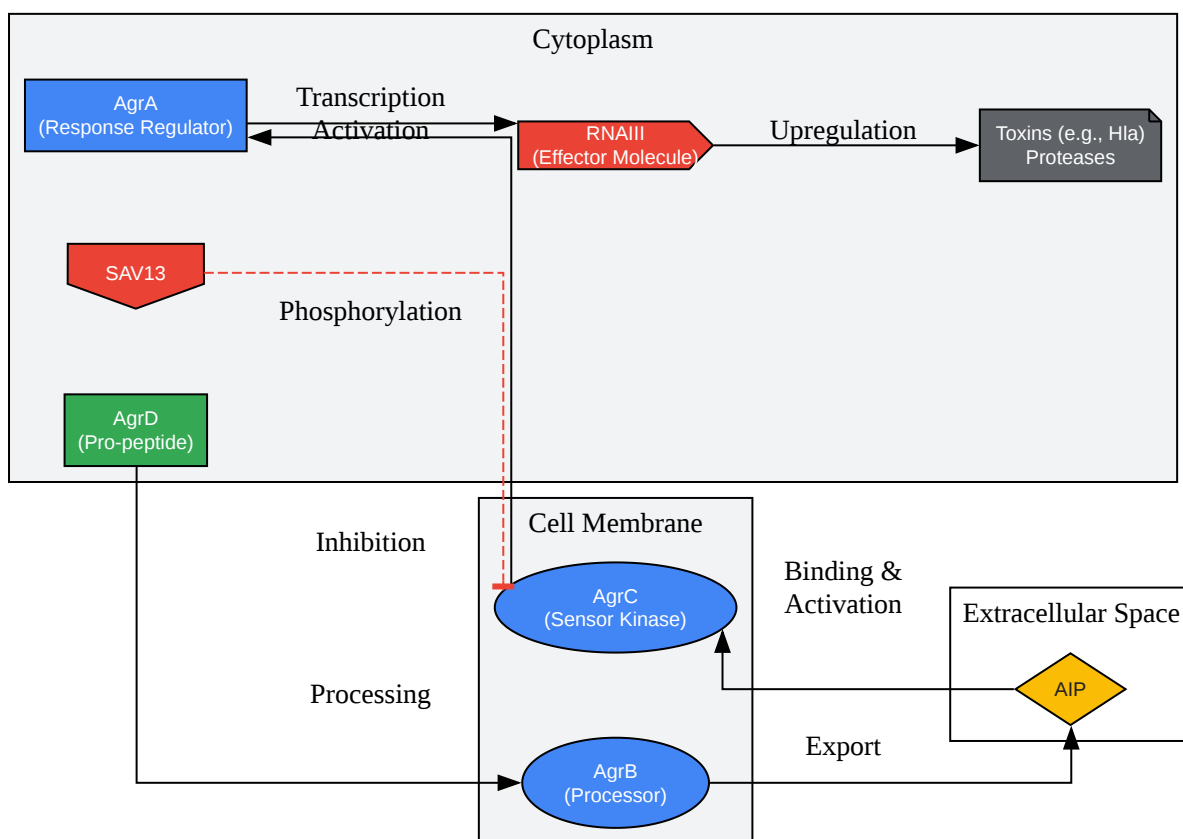 Cytoplasm
AgrA
(Response Regulator)
Transcription
Activation
RNAIII
(Effector Molecule)
Upregulation
Toxins (e.g., Hla)
Proteases
SAV13
Phosphorylation
AgrD
(Pro-peptide)
Inhibition
Cell Membrane
AgrC
(Sensor Kinase)
Binding &
Activation
Extracellular Space
AIP
Processing
Export
AgrB
(Processor)